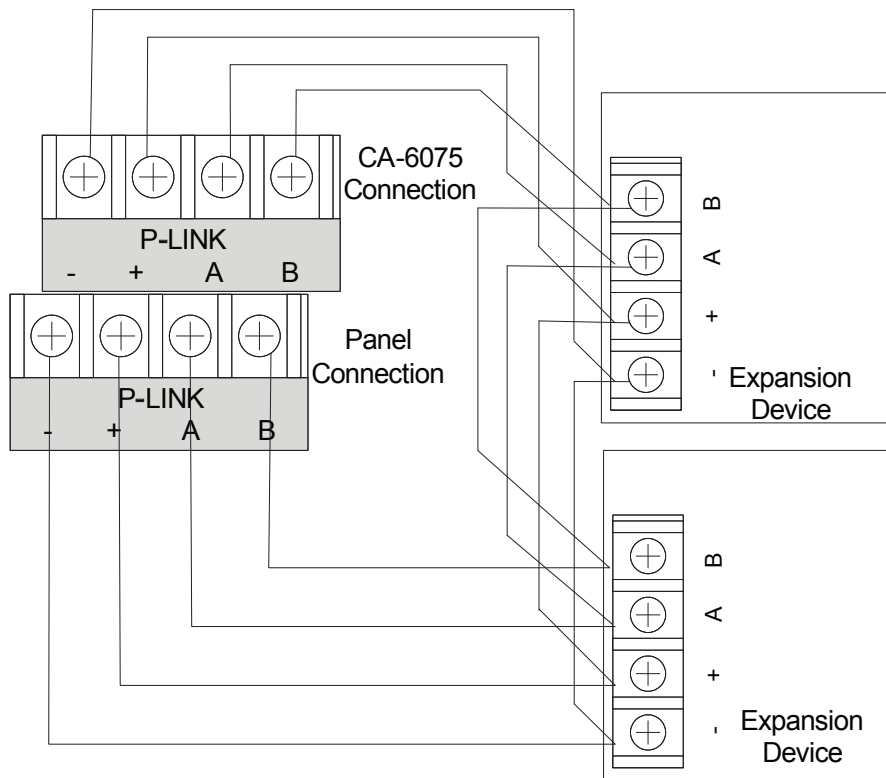 CA-6075
Connection
P-LINK
- + A B
Panel
Connection
P-LINK
- + A B
B
A
+
-
Expansion
Device
B
A
+
-
Expansion
Device